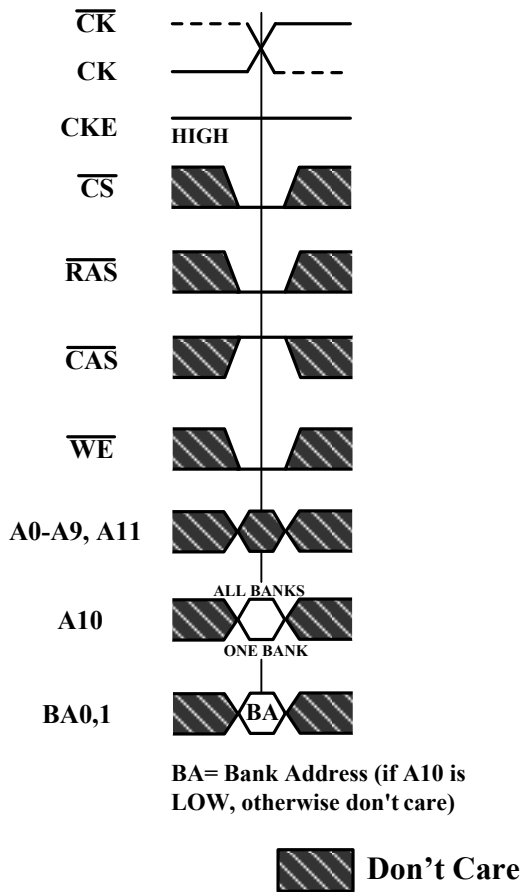 CK
CK
CKE
HIGH
CS
RAS
CAS
WE
A0-A9, A11
ALL BANKS
A10
ONE BANK
BA0,1
BA
BA= Bank Address (if A10 is
LOW, otherwise don't care)
Don’t Care